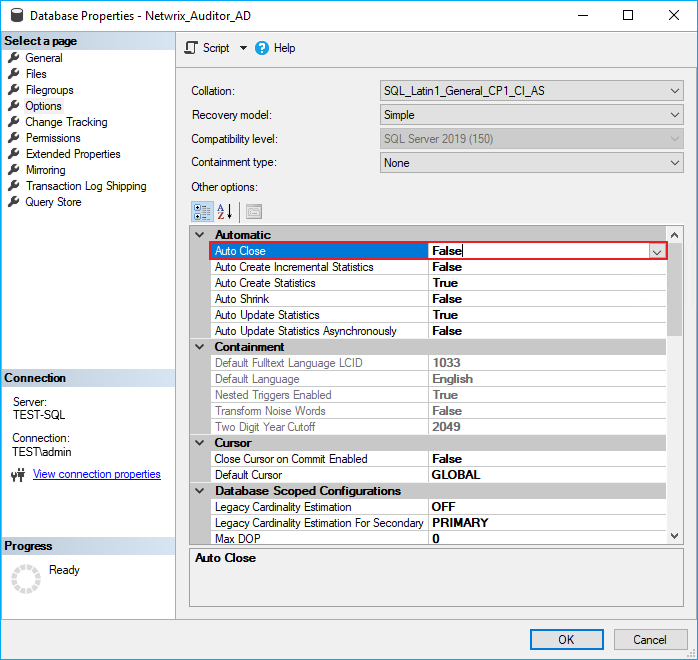 Database Properties - Netwrix_Auditor_AD
Select a page
General
Files
Filegroups
Options
Change Tracking
Permissions
Extended Properties
Mirroring
Transaction Log Shipping
Query Store
Connection
Server:
TEST-SQL
Connection:
TEST\admin
View connection properties
Progress
Ready
Script
Help
Collation: SQL_Latin1_General_CP1_CI_AS
Recovery model: Simple
Compatibility level: SQL Server 2019 (150)
Containment type: None
Other options:
Automatic
Auto Close False
Auto Create Incremental Statistics False
Auto Create Statistics True
Auto Shrink False
Auto Update Statistics True
Auto Update Statistics Asynchronously False
Containment
Default Fulltext Language LCID 1033
Default Language English
Nested Triggers Enabled True
Transform Noise Words False
Two Digit Year Cutoff 2049
Cursor
Close Cursor on Commit Enabled False
Default Cursor GLOBAL
Database Scoped Configurations
Legacy Cardinality Estimation OFF
Legacy Cardinality Estimation For Secondary PRIMARY
Max DOP 0
Auto Close
OK Cancel